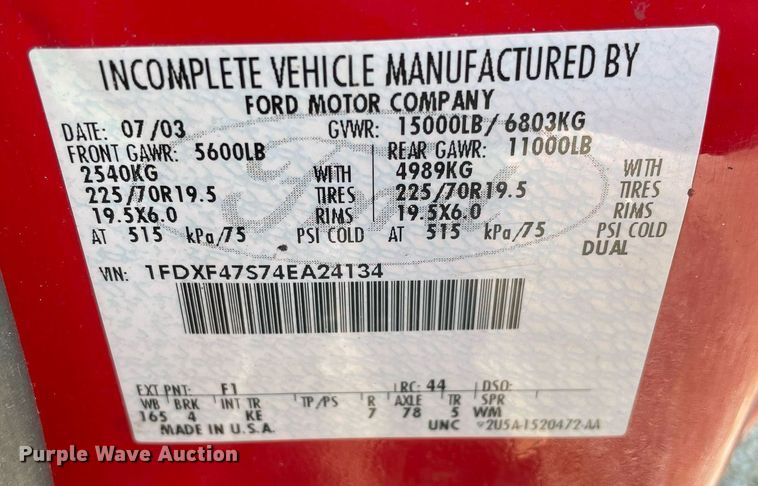 INCOMPLETE VEHICLE MANUFACTURED BY
FORD MOTOR COMPANY
DATE: 07/03 GVWR: 15000LB/ 6803KG
FRONT GAWR: 5600LB REAR GAWR: 11000LB
2540KG WITH 4989KG WITH
225/70R19.5 TIRES 225/70R19.5 TIRES
19.5X6.0 RIMS 19.5X6.0 RIMS
AT 515 kPa/75 PSI COLD AT 515 kPa/75 PSI COLD
DUAL
VIN: 1FDXF47S74EA24134
EXT PNT: F1 RC: 44 DSO:
WB BRK INT TR TP/PS R AXLE TR SPR
165 4 KE 7 78 5 WM
MADE IN U.S.A. UNC 2U5A-1520472-AA
Ford
Purple Wave Auction